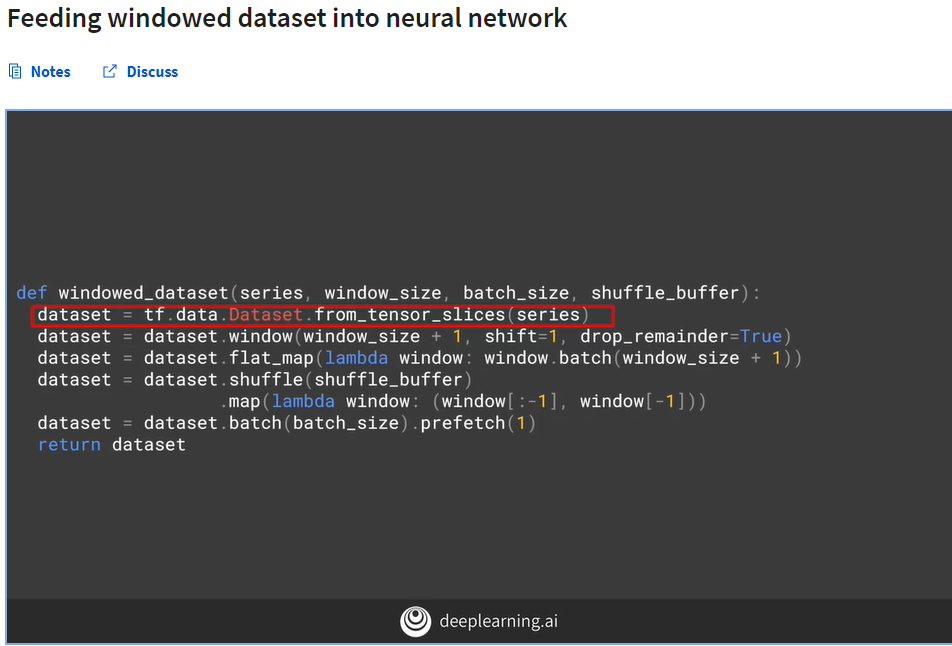 Feeding windowed dataset into neural network
Notes Discuss
def windowed_dataset(series, window_size, batch_size, shuffle_buffer):
  dataset = tf.data.Dataset.from_tensor_slices(series)
  dataset = dataset.window(window_size + 1, shift=1, drop_remainder=True)
  dataset = dataset.flat_map(lambda window: window.batch(window_size + 1))
  dataset = dataset.shuffle(shuffle_buffer)
                   .map(lambda window: (window[:-1], window[-1]))
  dataset = dataset.batch(batch_size).prefetch(1)
  return dataset
deeplearning.ai